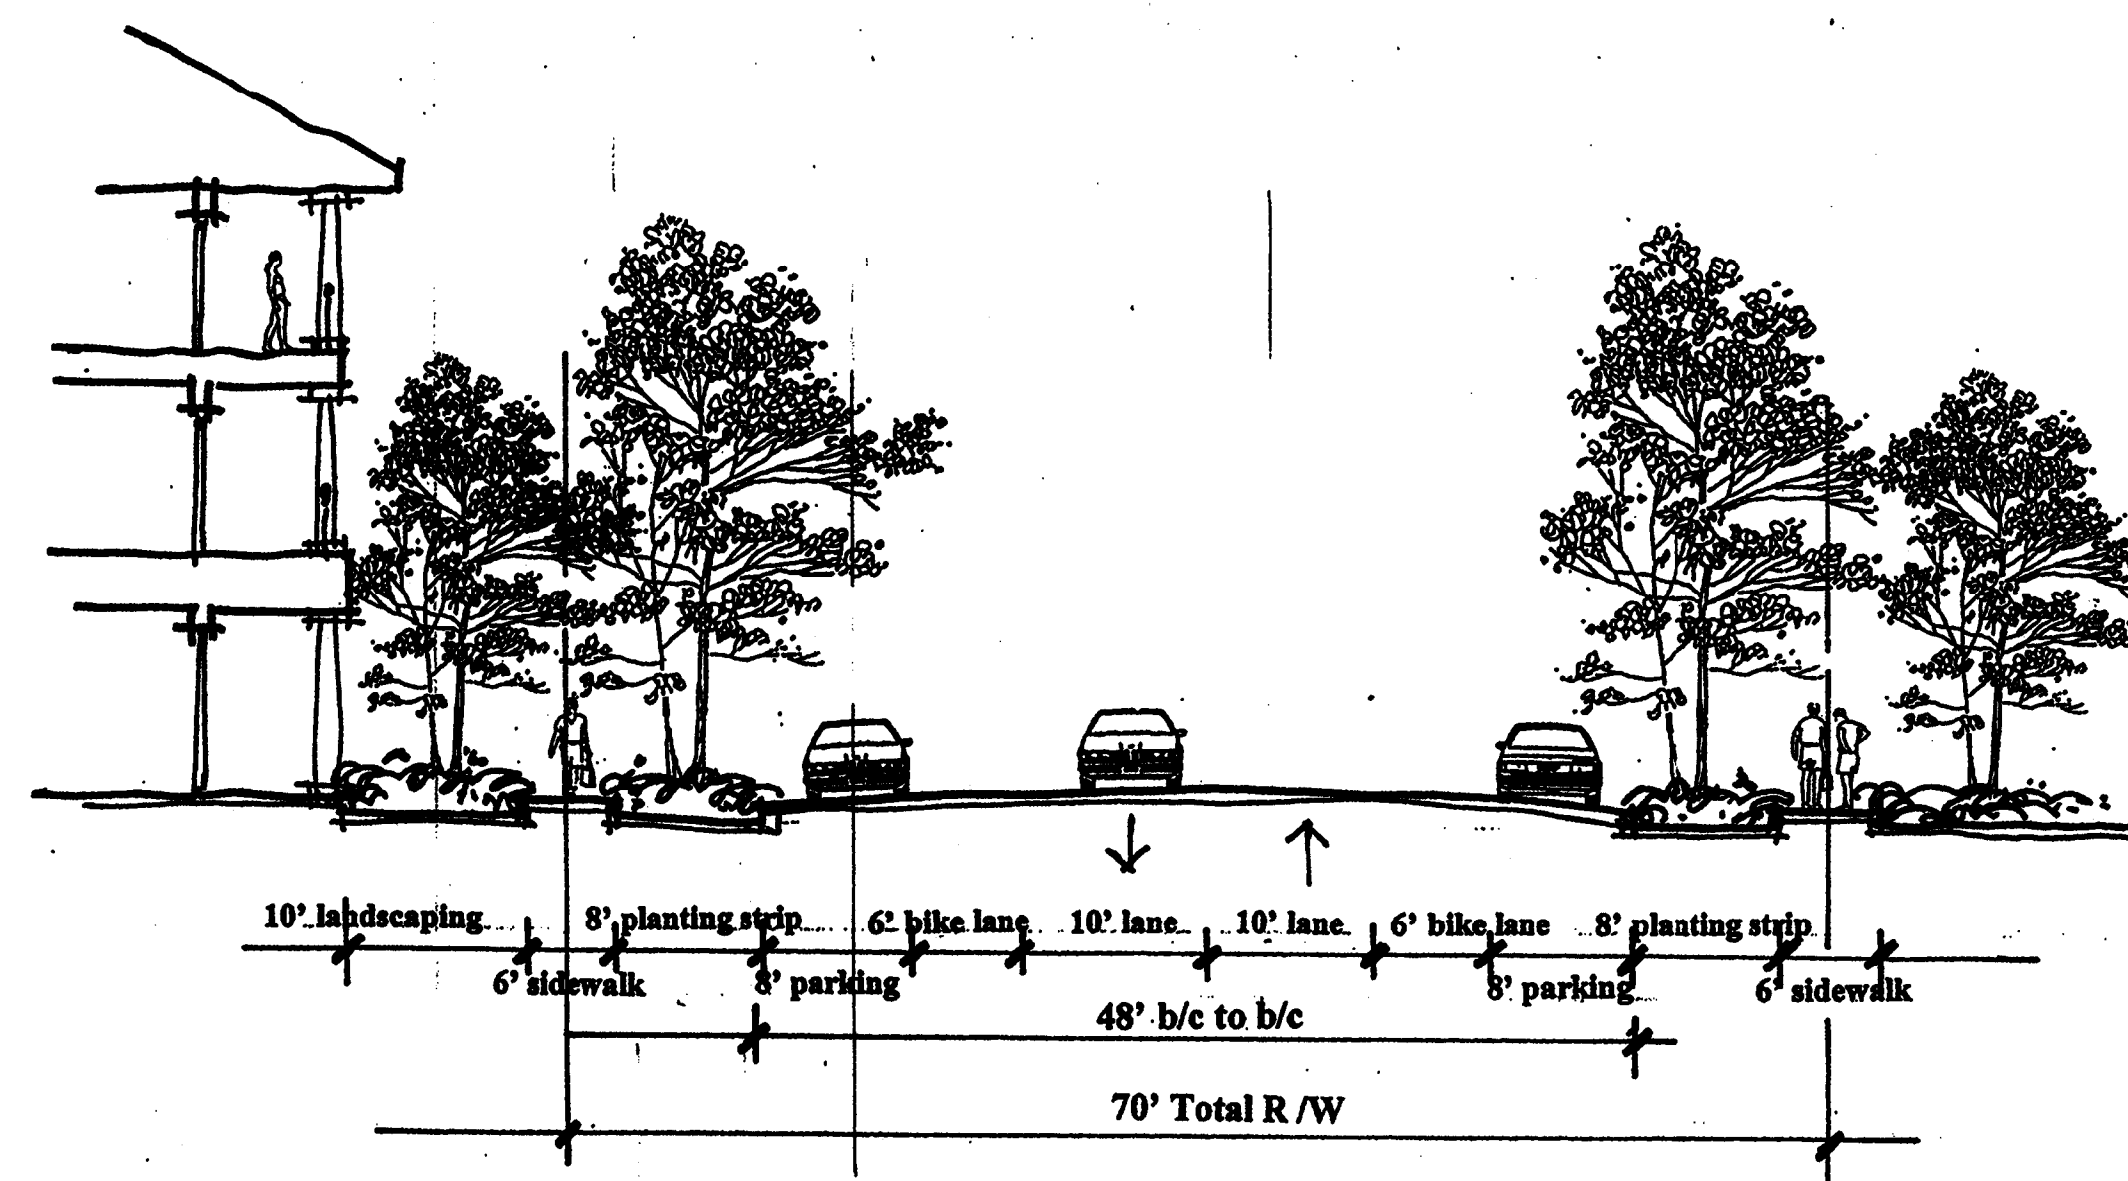 10’ landscaping
8’ planting strip
6’ bike lane
10’ lane
10’ lane
6’ bike lane
8’ planting strip
6’ sidewalk
8’ parking
8’ parking
6’ sidewalk
48’ b/c to b/c
70’ Total R /W